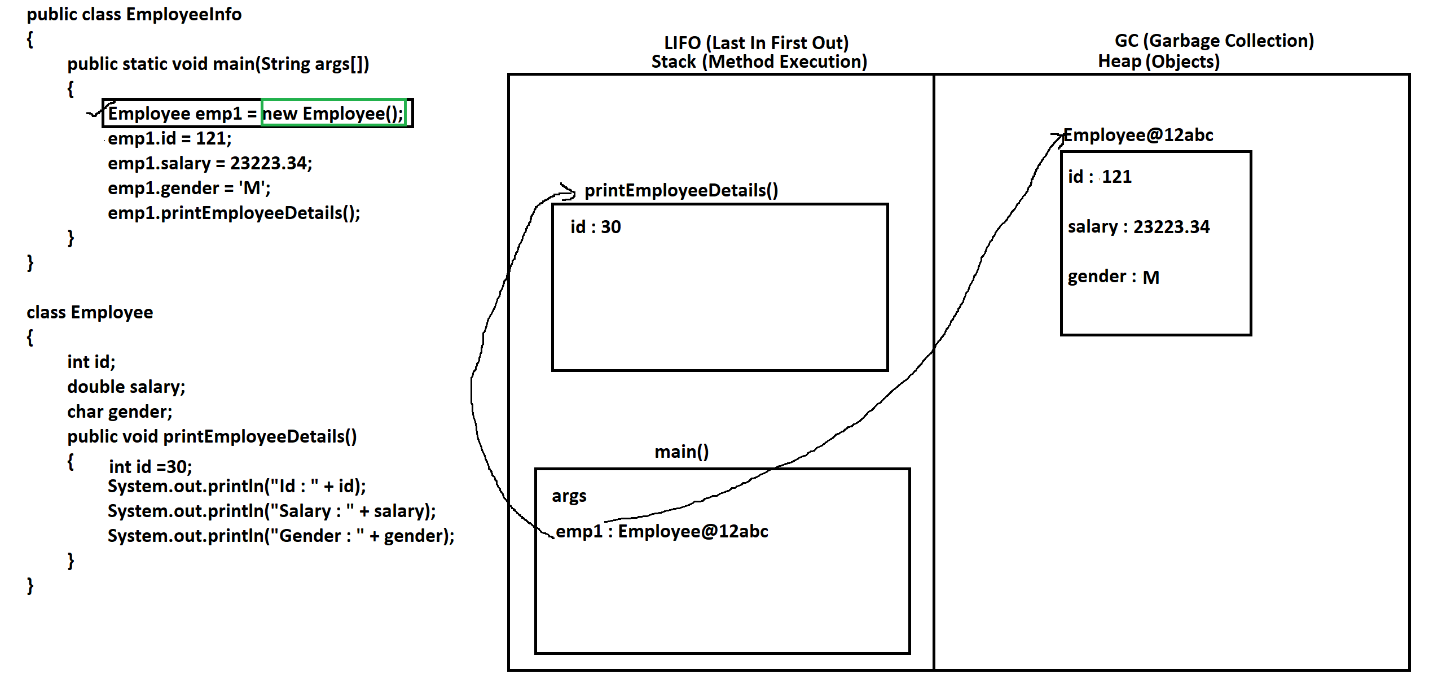 public class EmployeeInfo
{
public static void main(String args[])
{
Employee emp1 = new Employee();
emp1.id = 121;
emp1.salary = 23223.34;
emp1.gender = 'M';
emp1.printEmployeeDetails();
}
}
class Employee
{
int id;
double salary;
char gender;
public void printEmployeeDetails()
{ int id =30;
System.out.println("Id : " + id);
System.out.println("Salary : " + salary);
System.out.println("Gender : " + gender);
}
}
LIFO (Last In First Out)
Stack (Method Execution)
printEmployeeDetails()
id : 30
main()
args
emp1 : Employee@12abc
GC (Garbage Collection)
Heap (Objects)
Employee@12abc
id : 121
salary : 23223.34
gender : M